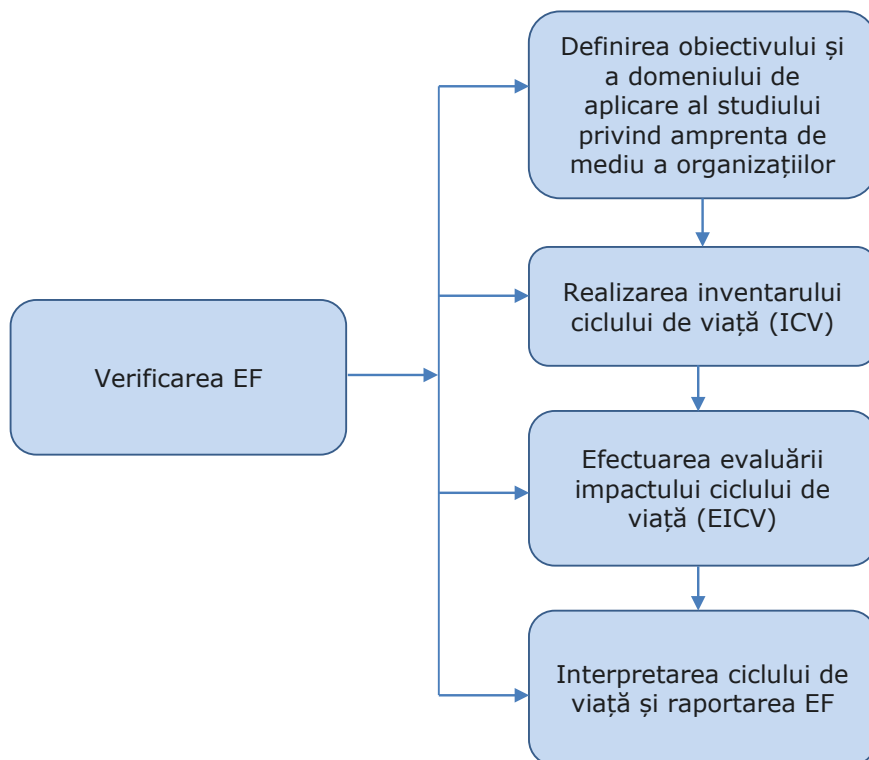 Definirea obiectivului și
a domeniului de
aplicare al studiului
privind amprenta de
mediu a organizațiilor
Realizarea inventarului
ciclului de viață (ICV)
Verificarea EF
Efectuarea evaluării
impactului ciclului de
viață (EICV)
Interpretarea ciclului de
viață și raportarea EF